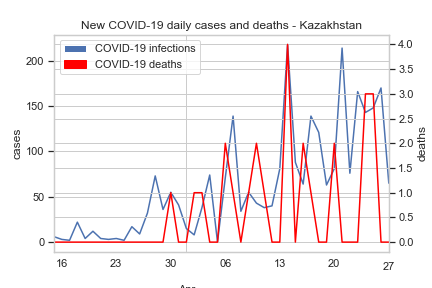 New COVID-19 daily cases and deaths - Kazakhstan
COVID-19 infections
COVID-19 deaths
200
150
100
50
0
cases
4.0
3.5
3.0
2.5
2.0
1.5
1.0
0.5
0.0
deaths
16 23 30 06 13 20 27